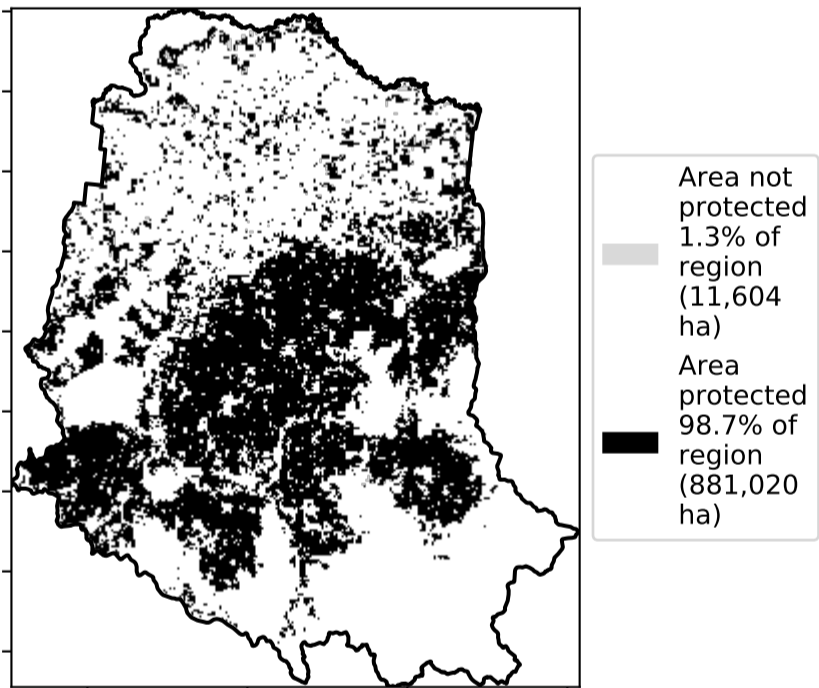 Area not
protected
1.3% of
region
(11,604
ha)
Area
protected
98.7% of
region
(881,020
ha)